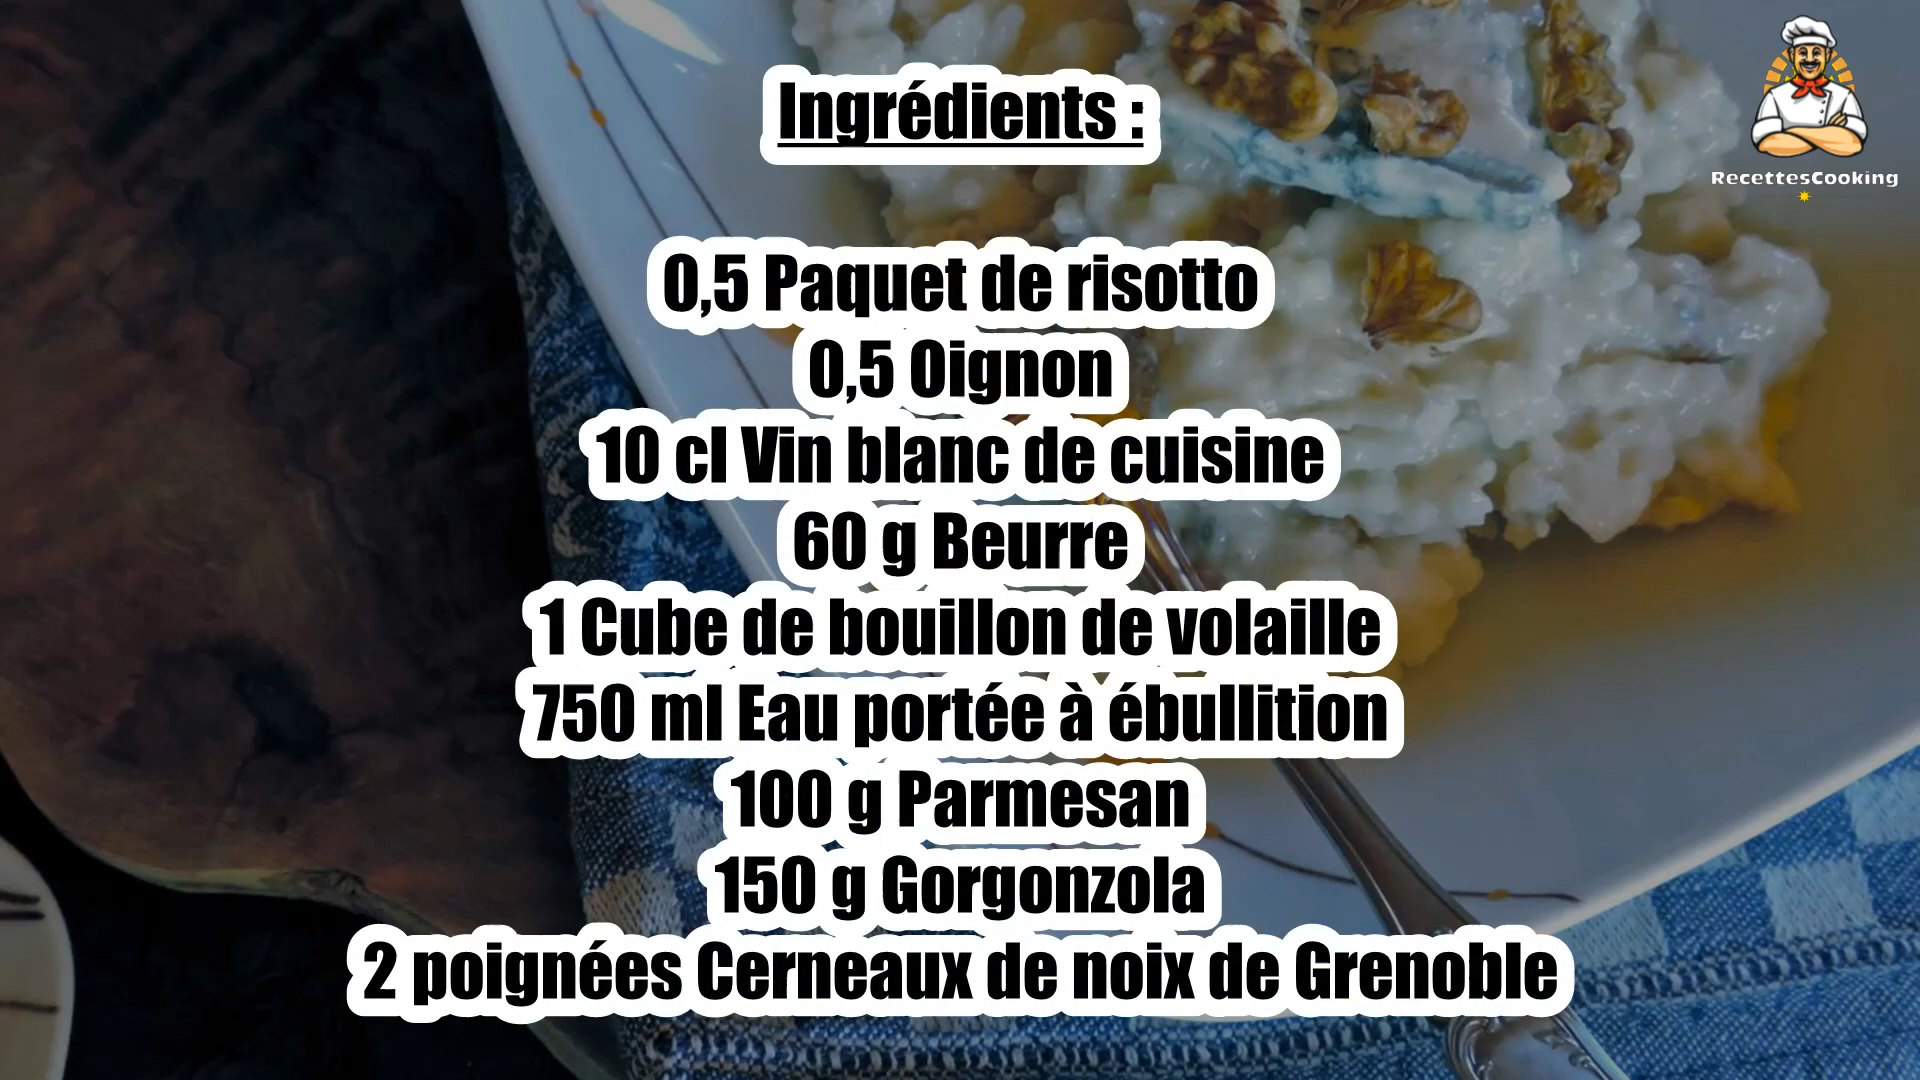 Ingrédients :
RecettesCooking
0,5 Paquet de risotto
0,5 Oignon
10 cl Vin blanc de cuisine
60 g Beurre
1 Cube de bouillon de volaille
750 ml Eau portée à ébullition
100 g Parmesan
150 g Gorgonzola
2 poignées Cerneaux de noix de Grenoble